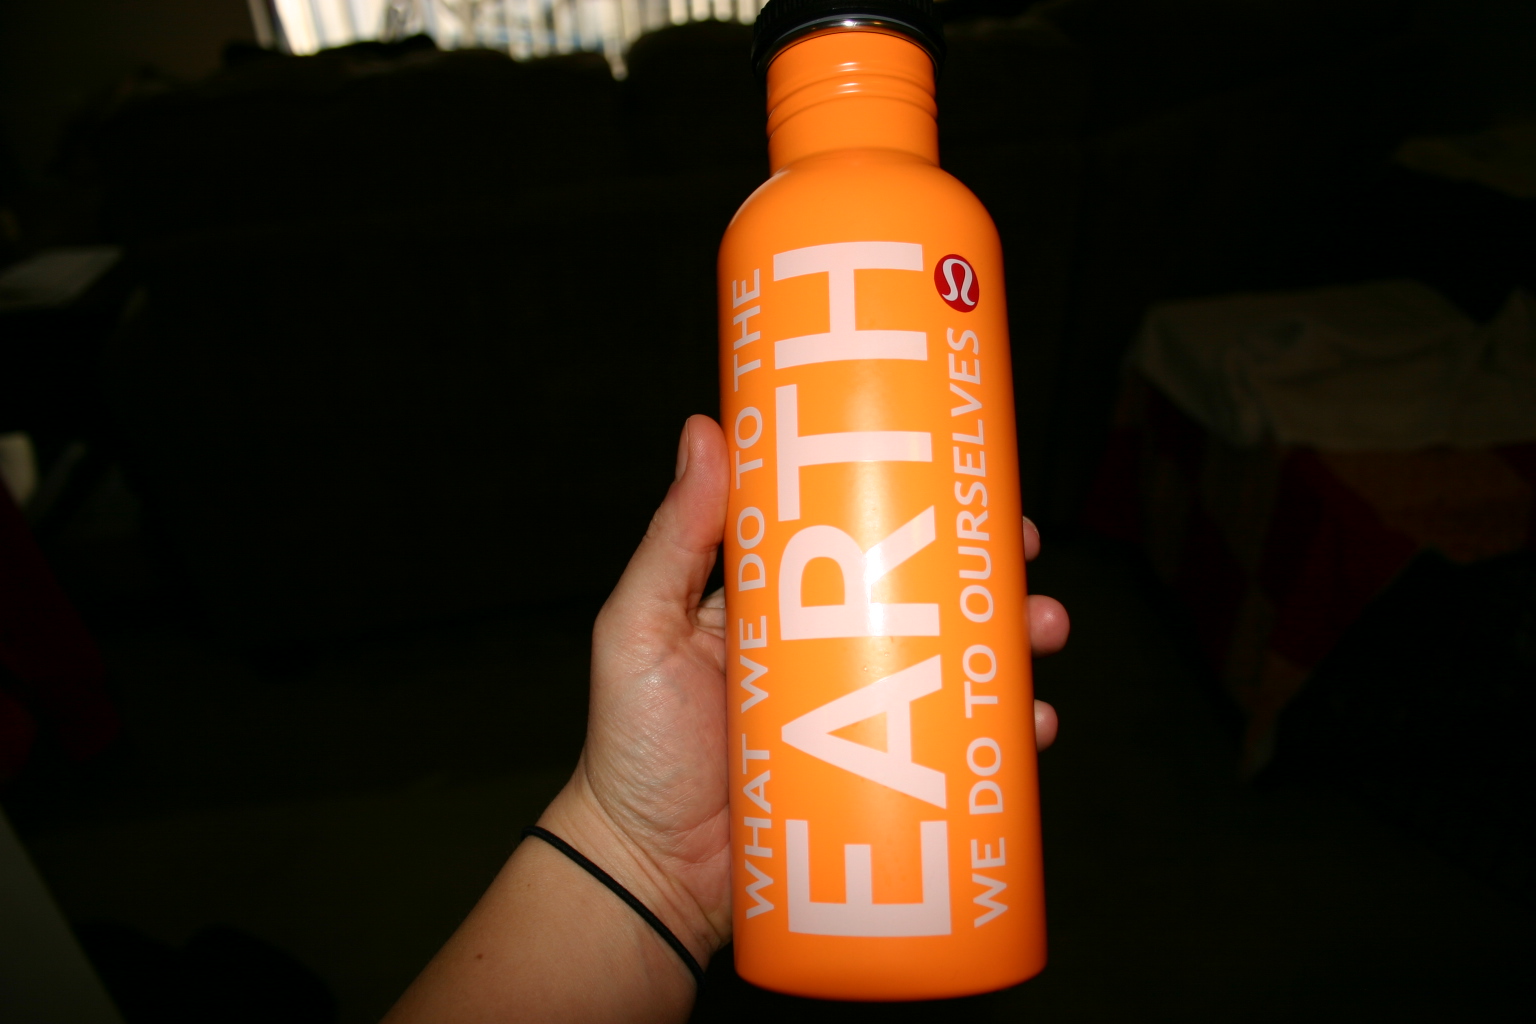 WHAT WE DO TO THE
EARTH
WE DO TO OURSELVES